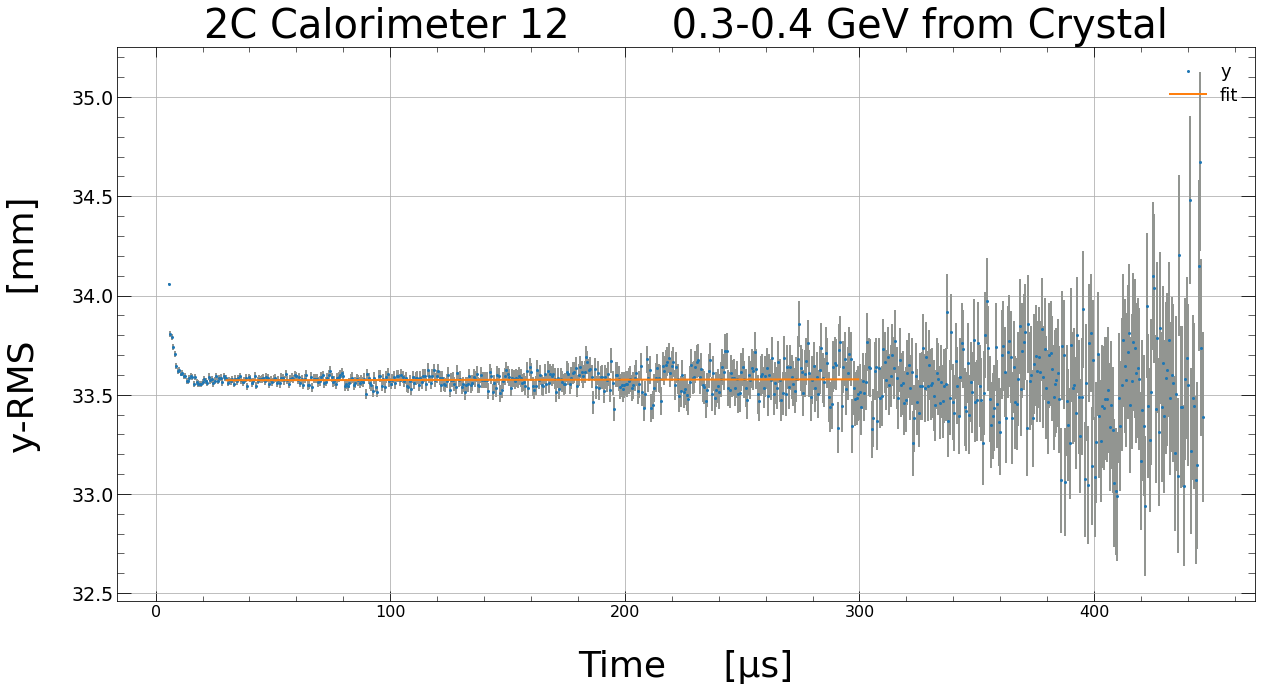 2C Calorimeter 12 0.3-0.4 GeV from Crystal
y
fit
35.0
34.5
34.0
33.5
33.0
32.5
y-RMS [mm]
0 100 200 300 400
Time [µs]